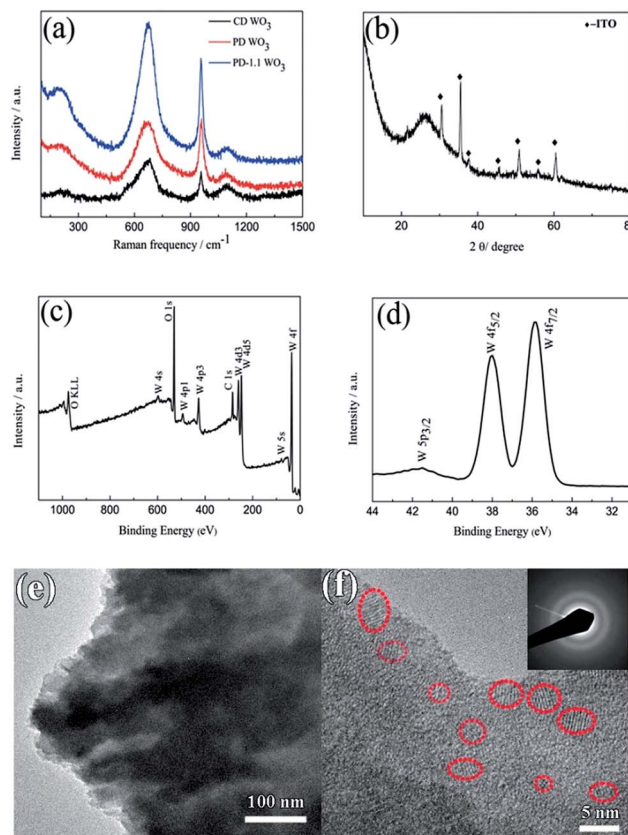 (a)
CD WO3
PD WO3
PD-1.1 WO3
Intensity / a.u.
300 600 900 1200 1500
Raman frequency / cm-1
(b)
♦-ITO
Intensity / a.u.
20 40 60 80
2 θ/ degree
(c)
O KLL
W 4s
O 1s
W 4p1
W 4p3
C 1s
W 4d3
W 4d5
W 5s
W 4f
Intensity / a.u.
1000 800 600 400 200 0
Binding Energy (eV)
(d)
W 5p3/2
W 4f5/2
W 4f7/2
Intensity / a.u.
44 42 40 38 36 34 32
Binding Energy (eV)
(e)
100 nm
(f)
5 nm